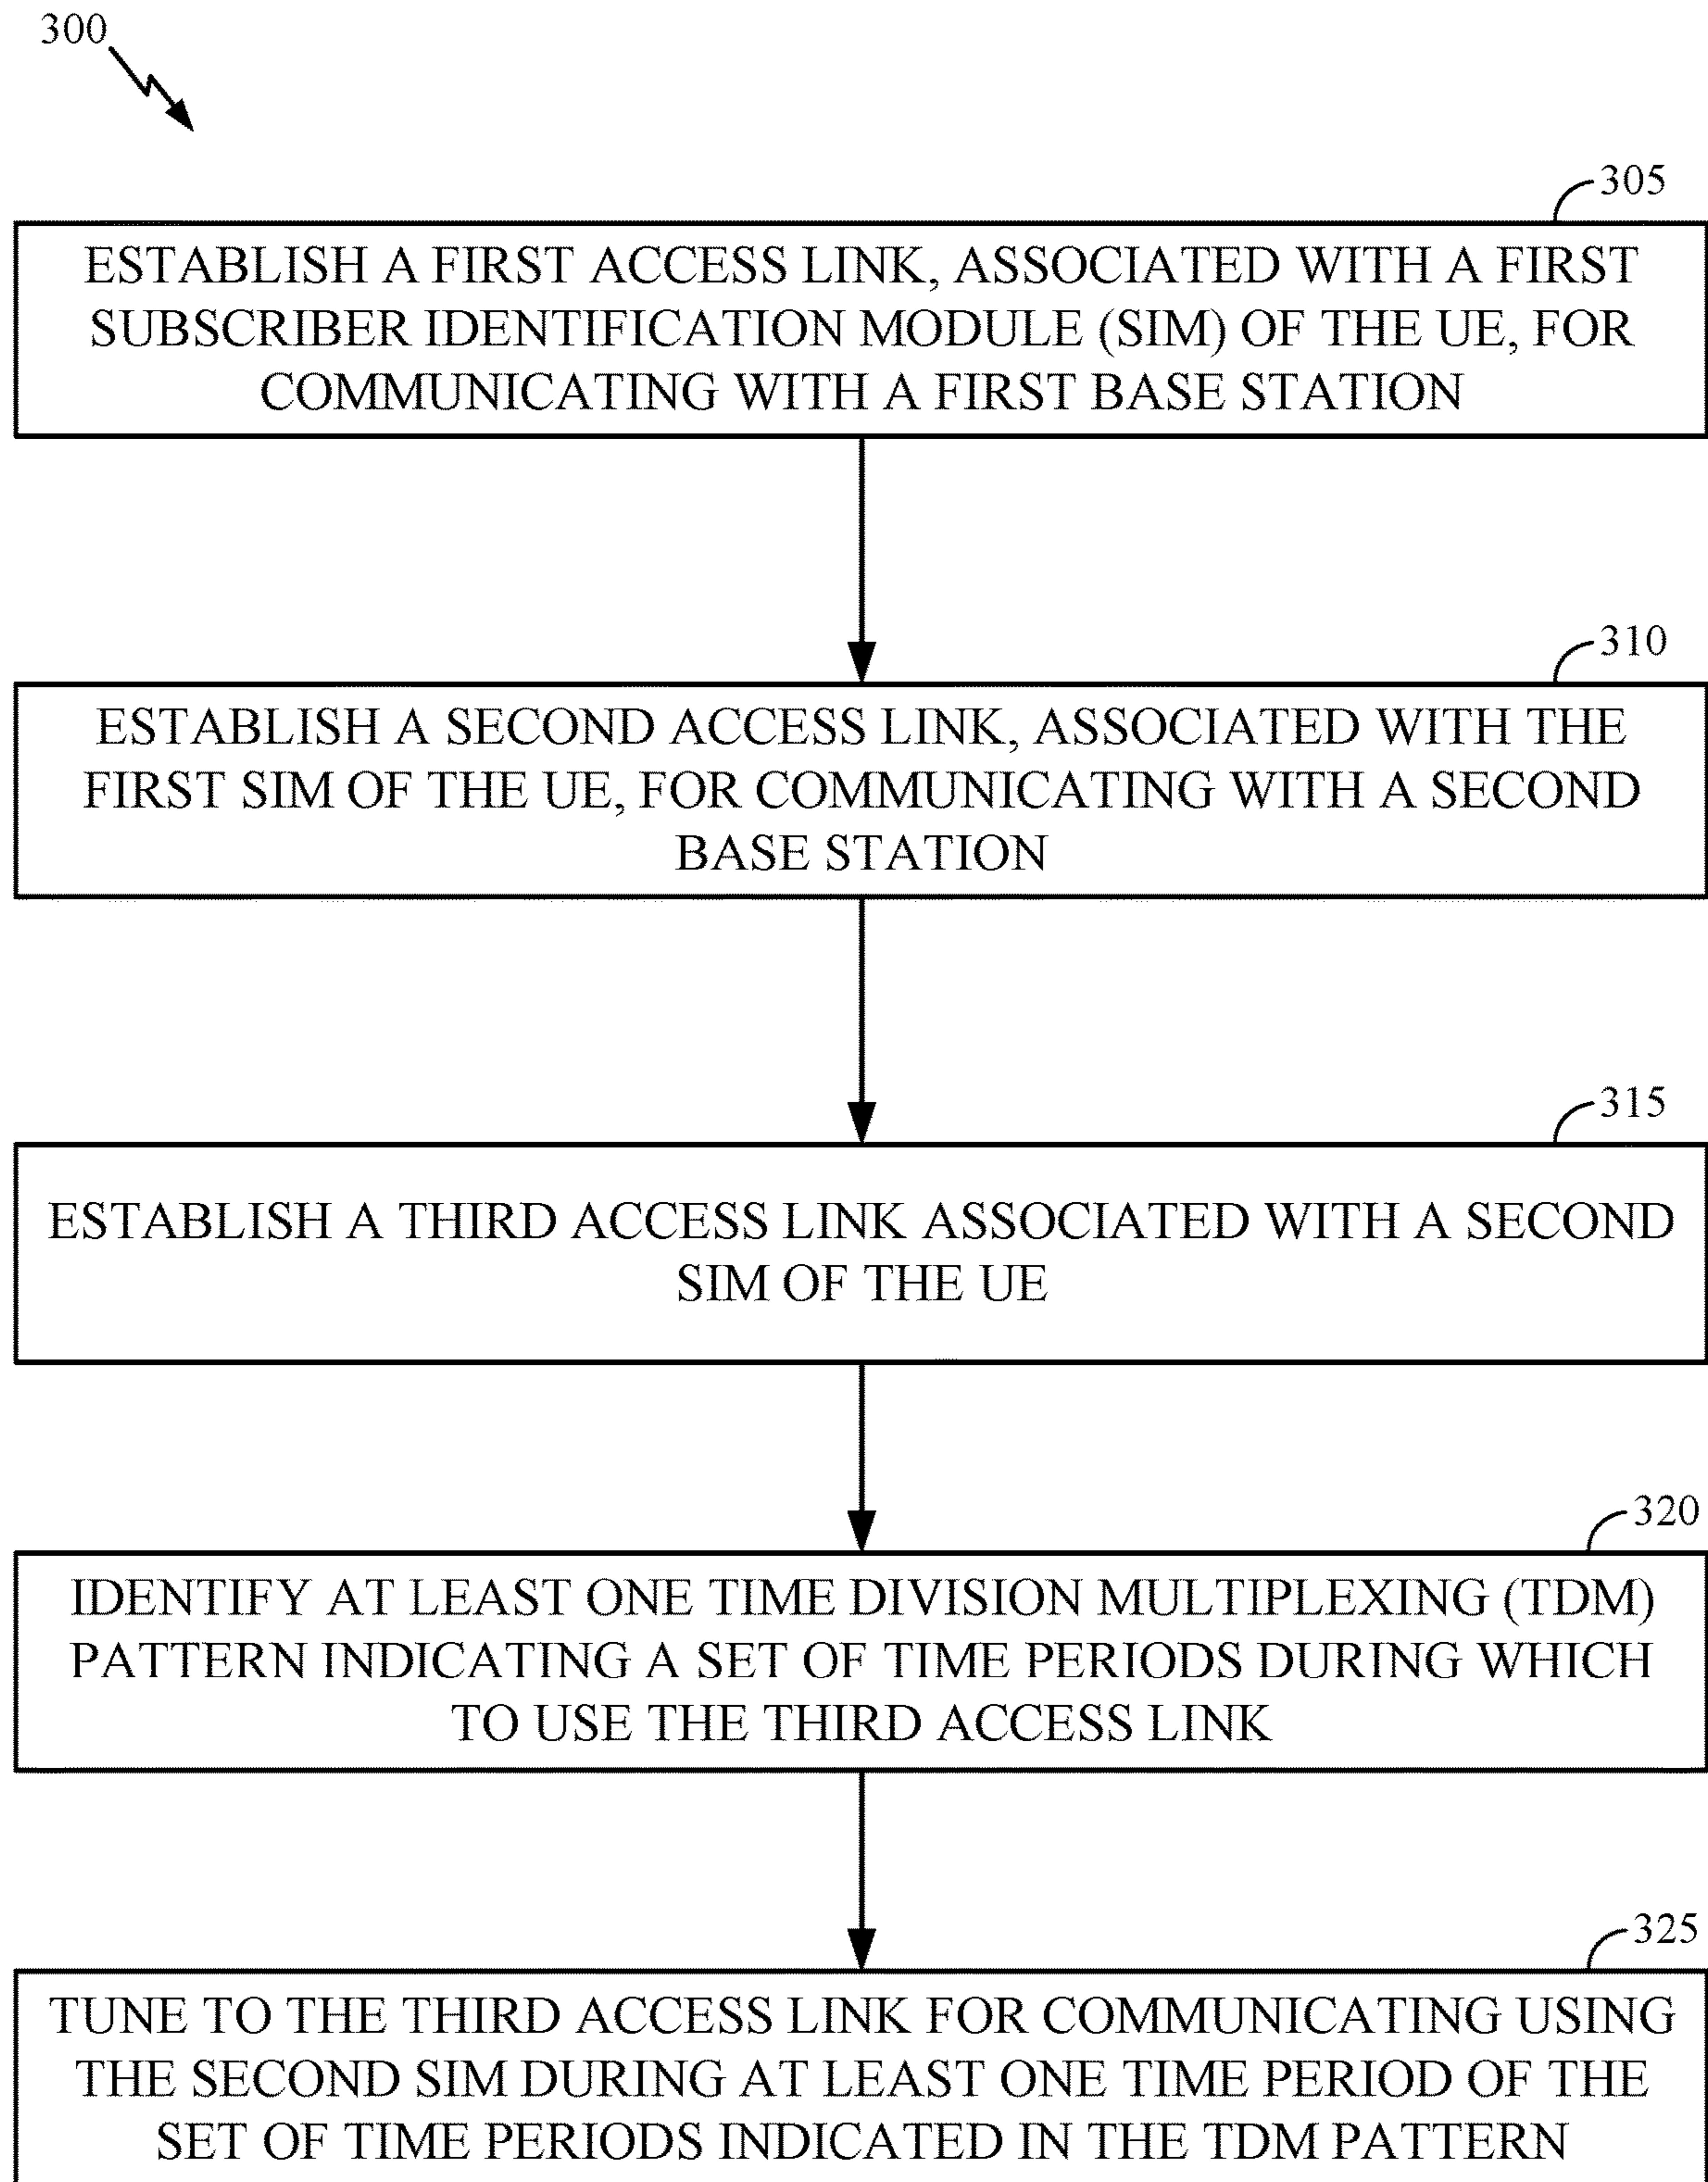 300
305
ESTABLISH A FIRST ACCESS LINK, ASSOCIATED WITH A FIRST
SUBSCRIBER IDENTIFICATION MODULE (SIM) OF THE UE, FOR
COMMUNICATING WITH A FIRST BASE STATION
310
ESTABLISH A SECOND ACCESS LINK, ASSOCIATED WITH THE
FIRST SIM OF THE UE, FOR COMMUNICATING WITH A SECOND
BASE STATION
315
ESTABLISH A THIRD ACCESS LINK ASSOCIATED WITH A SECOND
SIM OF THE UE
320
IDENTIFY AT LEAST ONE TIME DIVISION MULTIPLEXING (TDM)
PATTERN INDICATING A SET OF TIME PERIODS DURING WHICH
TO USE THE THIRD ACCESS LINK
325
TUNE TO THE THIRD ACCESS LINK FOR COMMUNICATING USING
THE SECOND SIM DURING AT LEAST ONE TIME PERIOD OF THE
SET OF TIME PERIODS INDICATED IN THE TDM PATTERN